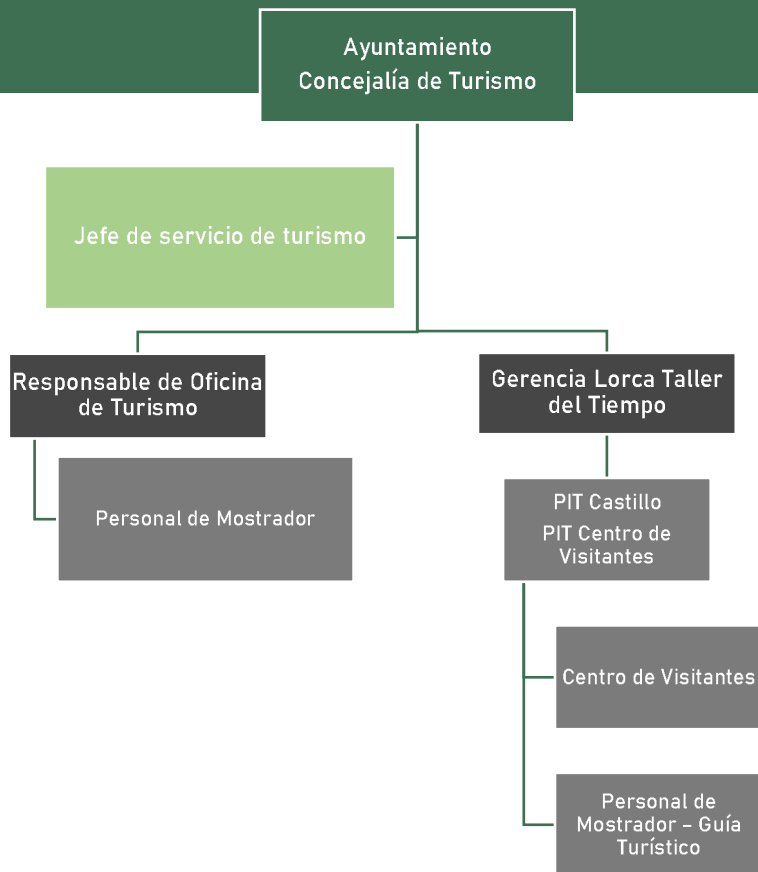 Ayuntamiento
Concejalía de Turismo
Jefe de servicio de turismo
Responsable de Oficina
de Turismo
Gerencia Lorca Taller
del Tiempo
Personal de Mostrador
PIT Castillo
PIT Centro de
Visitantes
Centro de Visitantes
Personal de
Mostrador – Guía
Turístico